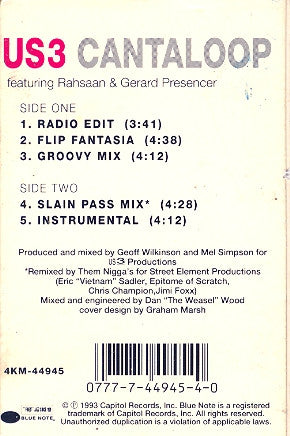 US3 CANTALOOP
featuring Rahsaan & Gerard Presencer
SIDE ONE
1. RADIO EDIT (3:41)
2. FLIP FANTASIA (4:38)
3. GROOVY MIX (4:12)
SIDE TWO
4. SLAIN PASS MIX* (4:28)
5. INSTRUMENTAL (4:12)
Produced and mixed by Geoff Wilkinson and Mel Simpson for
US3 Productions
*Remixed by Them Nigga's for Street Element Productions
(Eric "Vietnam" Sadler, Epitome of Scratch,
Chris Champion,Jimi Foxx)
Mixed and engineered by Dan "The Weasel" Wood
cover design by Graham Marsh
4KM-44945
0777-7-44945-4-0
BLUE NOTE
© ℗ 1993 Capitol Records, Inc. Blue Note is a registered
trademark of Capitol Records, Inc. All Rights Reserved.
Unauthorized duplication is a violation of applicable laws.